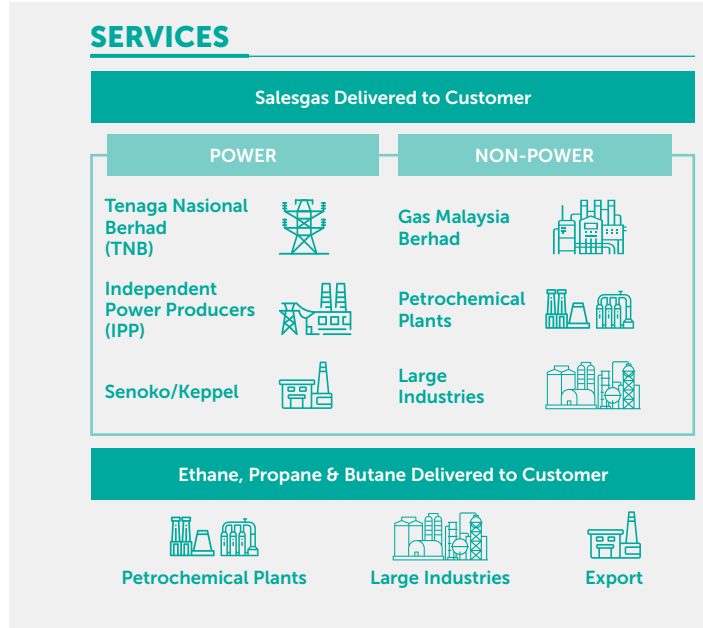 SERVICES
Salesgas Delivered to Customer
POWER
Tenaga Nasional
Berhad
(TNB)
Independent
Power Producers
(IPP)
Senoko/Keppel
NON-POWER
Gas Malaysia
Berhad
Petrochemical
Plants
Large
Industries
Ethane, Propane & Butane Delivered to Customer
Petrochemical Plants
Large Industries
Export